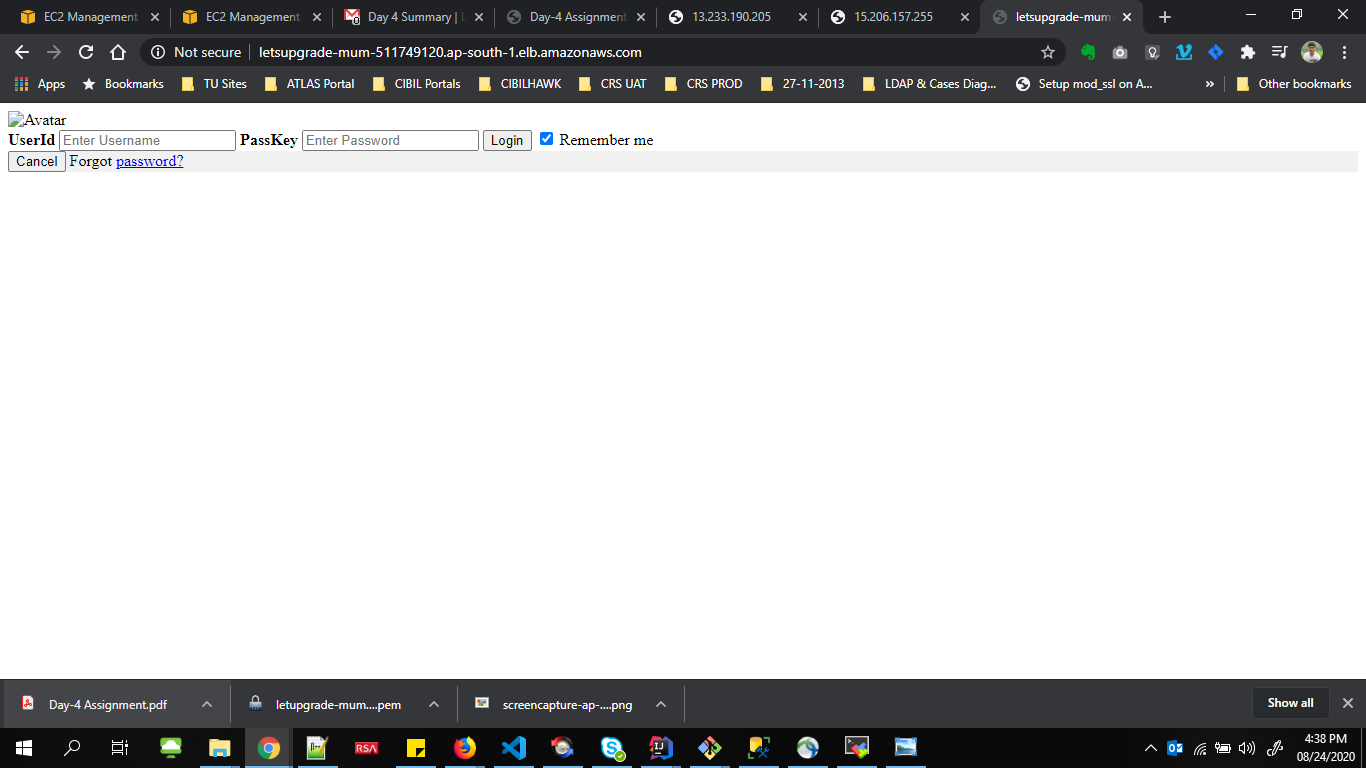 EC2 Management
EC2 Management
Day 4 Summary | L
Day-4 Assignment
13.233.190.205
15.206.157.255
letsupgrade-mum-
Not secure
letsupgrade-mum-511749120.ap-south-1.elb.amazonaws.com
Apps
Bookmarks
TU Sites
ATLAS Portal
CIBIL Portals
CIBILHAWK
CRS UAT
CRS PROD
27-11-2013
LDAP & Cases Diag...
Setup mod_ssl on A...
»
Other bookmarks
Avatar
UserId Enter Username PassKey Enter Password Login Remember me
Cancel Forgot password?
Day-4 Assignment.pdf
letupgrade-mum....pem
screencapture-ap-....png
Show all
RSA
4:38 PM
08/24/2020